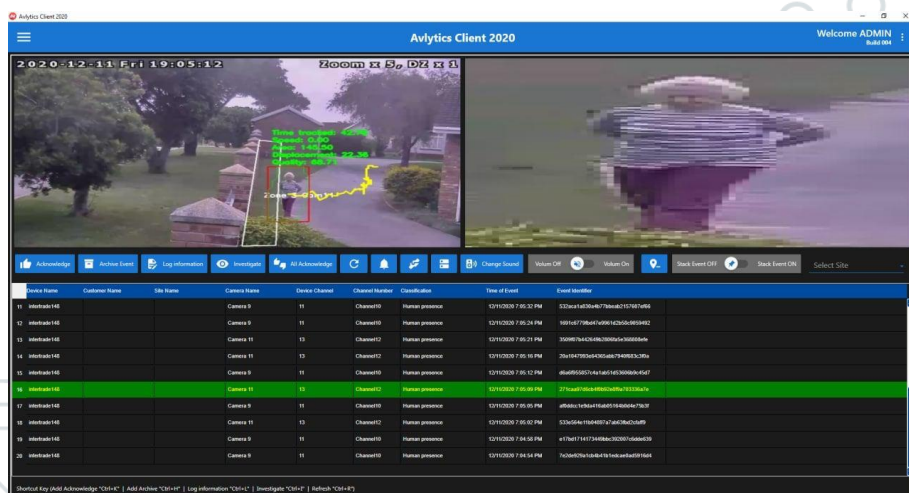 Avlytics Client 2020
Avlytics Client 2020
Welcome ADMIN
Build 004
2020-12-11 Fri 19:05:12
Zoom x 5, DZ x 1
Speed: 0.00
Displacement: 22.38
Acknowledge
Archive Event
Log information
Investigate
All Acknowledge
Change Sound
Volum Off
Volum On
Stack Event OFF
Stack Event ON
Select Site
Device Name Customer Name Site Name Camera Name Device Channel Channel Number Classification Time of Event Event Identifier
11 intertrade148 Camera 9 11 Channel10 Human presence 12/11/2020 7:05:32 PM
12 intertrade148 Camera 9 11 Channel10 Human presence 12/11/2020 7:05:24 PM
13 intertrade148 Camera 11 13 Channel12 Human presence 12/11/2020 7:05:21 PM
14 intertrade148 Camera 11 13 Channel12 Human presence 12/11/2020 7:05:16 PM
15 intertrade148 Camera 9 11 Channel10 Human presence 12/11/2020 7:05:12 PM
16 intertrade148 Camera 11 13 Channel12 Human presence 12/11/2020 7:05:09 PM
17 intertrade148 Camera 9 11 Channel10 Human presence 12/11/2020 7:05:05 PM
18 intertrade148 Camera 11 13 Channel12 Human presence 12/11/2020 7:05:02 PM
19 intertrade148 Camera 9 11 Channel10 Human presence 12/11/2020 7:04:58 PM
20 intertrade148 Camera 9 11 Channel10 Human presence 12/11/2020 7:04:54 PM
Shortcut Key (Add Acknowledge "Ctrl+K" | Add Archive "Ctrl+H" | Log information "Ctrl+L" | Investigate "Ctrl+I" | Refresh "Ctrl+R")